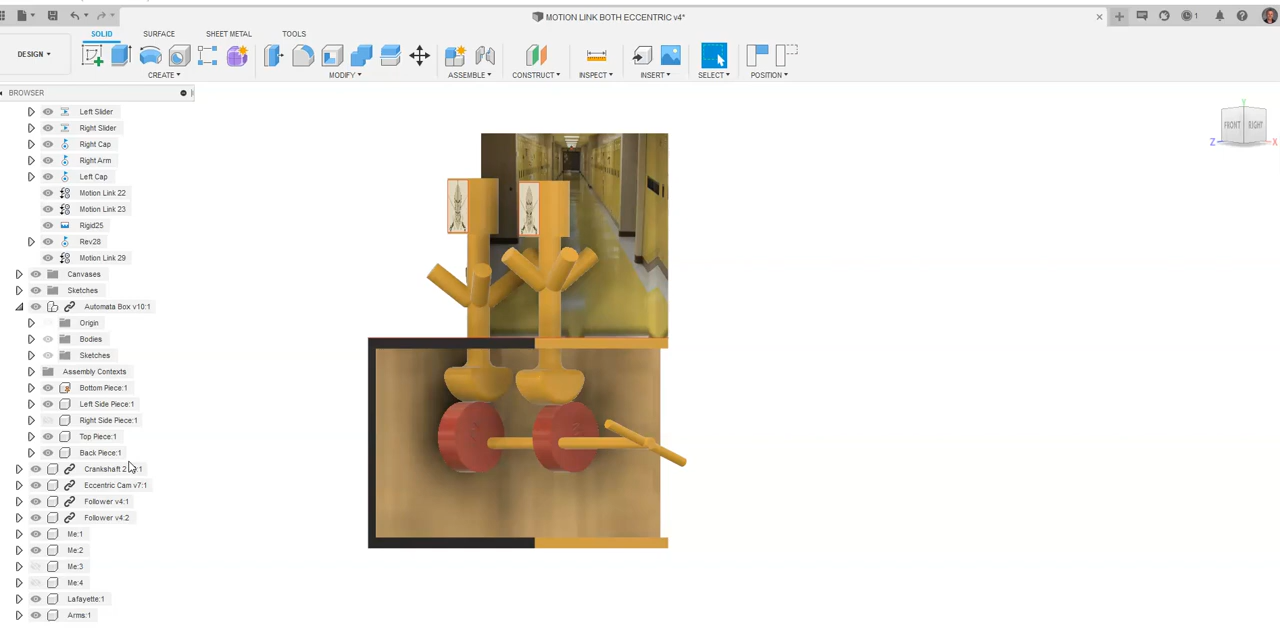 MOTION LINK BOTH ECCENTRIC v4*
1
SOLID SURFACE SHEET METAL TOOLS
DESIGN
CREATE MODIFY ASSEMBLE CONSTRUCT INSPECT INSERT SELECT POSITION
BROWSER
Left Slider
Right Slider
Right Cap
Right Arm
Left Cap
Motion Link 22
Motion Link 23
Rigid25
Rev28
Motion Link 29
Canvases
Sketches
Automata Box v10:1
Origin
Bodies
Sketches
Assembly Contexts
Bottom Piece:1
Left Side Piece:1
Right Side Piece:1
Top Piece:1
Back Piece:1
Crankshaft 2
Eccentric Cam v7:1
Follower v4:1
Follower v4:2
Me:1
Me:2
Me:3
Me:4
Lafayette:1
Arms:1
Y
FRONT RIGHT
Z X